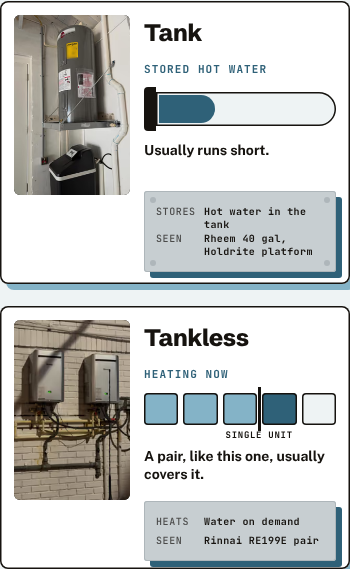 Tank
STORED HOT WATER
Usually runs short.
STORES Hot water in the
tank
SEEN Rheem 40 gal,
Holdrite platform
Tankless
HEATING NOW
SINGLE UNIT
A pair, like this one, usually
covers it.
HEATS Water on demand
SEEN Rinnai RE199E pair